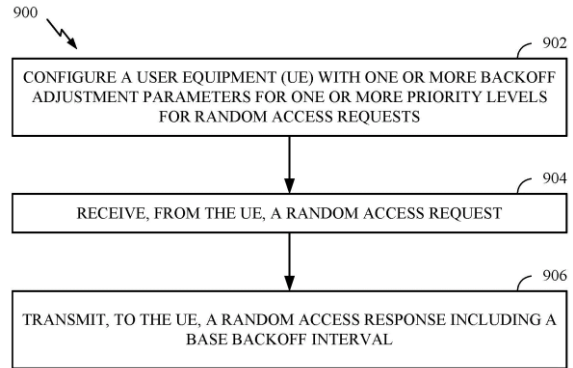 900
902
CONFIGURE A USER EQUIPMENT (UE) WITH ONE OR MORE BACKOFF
ADJUSTMENT PARAMETERS FOR ONE OR MORE PRIORITY LEVELS
FOR RANDOM ACCESS REQUESTS
904
RECEIVE, FROM THE UE, A RANDOM ACCESS REQUEST
906
TRANSMIT, TO THE UE, A RANDOM ACCESS RESPONSE INCLUDING A
BASE BACKOFF INTERVAL